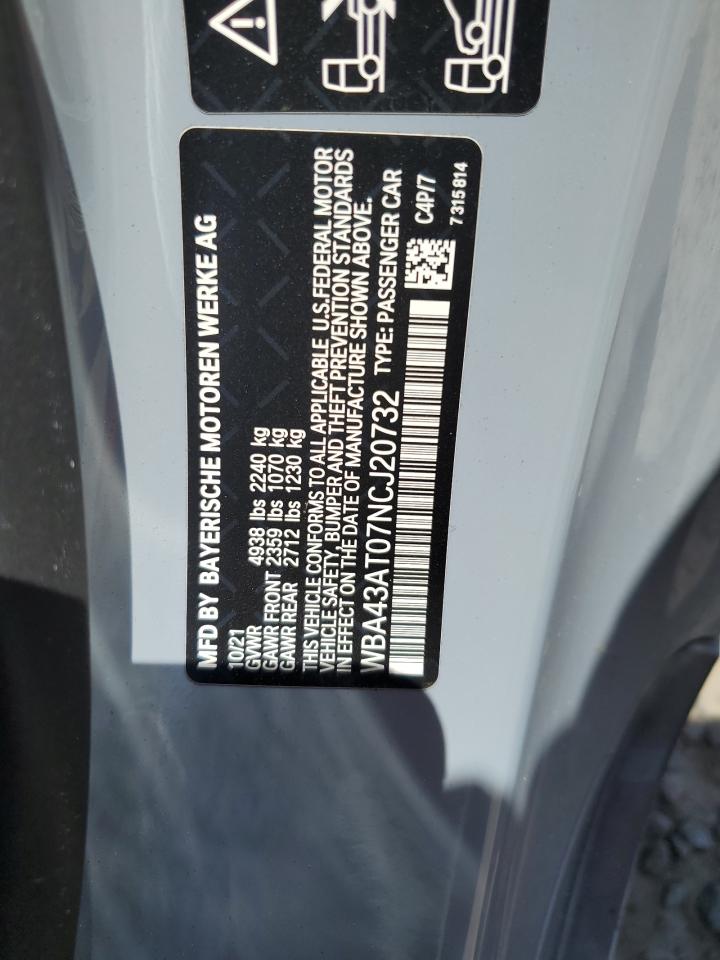 MFD BY BAYERISCHE MOTOREN WERKE AG
10/21
GVWR 4938 lbs 2240 kg
GAWR FRONT 2359 lbs 1070 kg
GAWR REAR 2712 lbs 1230 kg
THIS VEHICLE CONFORMS TO ALL APPLICABLE U.S.FEDERAL MOTOR
VEHICLE SAFETY, BUMPER AND THEFT PREVENTION STANDARDS
IN EFFECT ON THE DATE OF MANUFACTURE SHOWN ABOVE.
WBA43AT07NCJ20732 TYPE: PASSENGER CAR
C4P/7
7 315 814